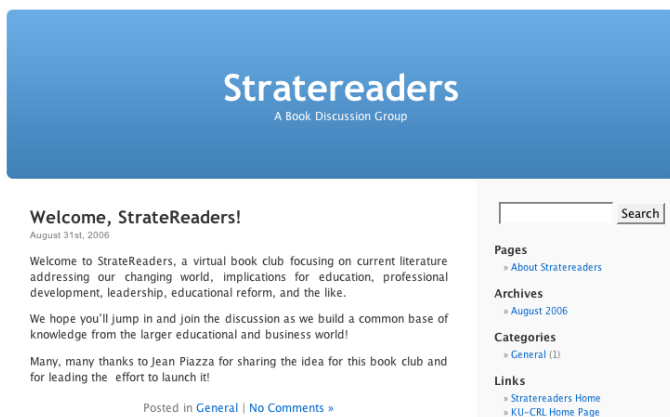 Stratereaders
A Book Discussion Group
Welcome, StrateReaders!
August 31st, 2006
Welcome to StrateReaders, a virtual book club focusing on current literature
addressing our changing world, implications for education, professional
development, leadership, educational reform, and the like.
We hope you'll jump in and join the discussion as we build a common base of
knowledge from the larger educational and business world!
Many, many thanks to Jean Piazza for sharing the idea for this book club and
for leading the effort to launch it!
Posted in General | No Comments »
Search
Pages
» About Stratereaders
Archives
» August 2006
Categories
» General (1)
Links
» Stratereaders Home
» KU-CRL Home Page